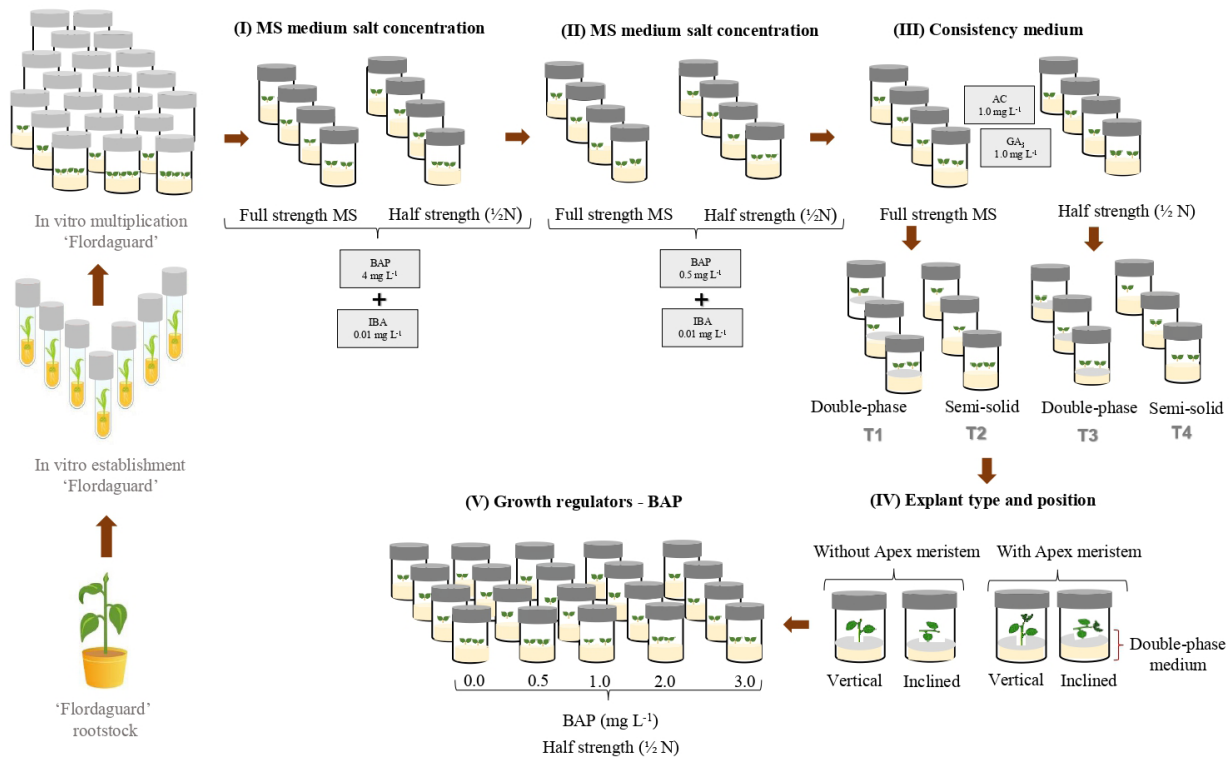 (I) MS medium salt concentration
Full strength MS
Half strength (½N)
BAP
4 mg L⁻¹
+
IBA
0.01 mg L⁻¹
(II) MS medium salt concentration
Full strength MS
Half strength (½N)
BAP
0.5 mg L⁻¹
+
IBA
0.01 mg L⁻¹
(III) Consistency medium
AC
1.0 mg L⁻¹
GA₃
1.0 mg L⁻¹
Full strength MS
Half strength (½ N)
Double-phase
T1
Semi-solid
T2
Double-phase
T3
Semi-solid
T4
In vitro multiplication
‘Flordaguard’
In vitro establishment
‘Flordaguard’
‘Flordaguard’
rootstock
(IV) Explant type and position
Without Apex meristem
With Apex meristem
Vertical
Inclined
Vertical
Inclined
Double-phase
medium
(V) Growth regulators - BAP
0.0 0.5 1.0 2.0 3.0
BAP (mg L⁻¹)
Half strength (½ N)